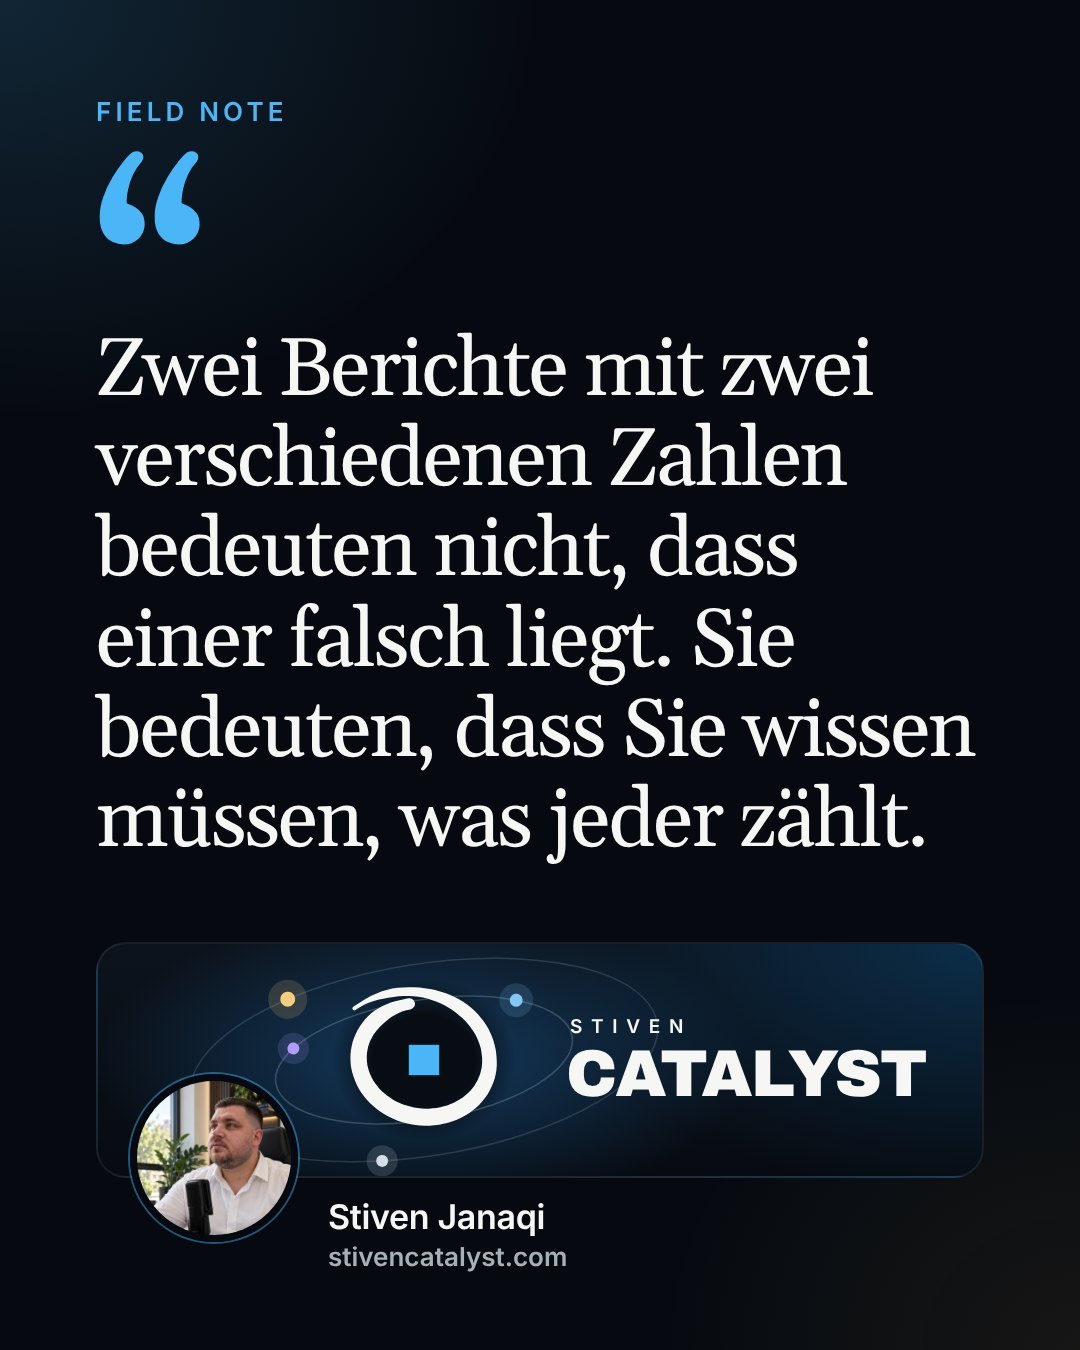 FIELD NOTE
“
Zwei Berichte mit zwei
verschiedenen Zahlen
bedeuten nicht, dass
einer falsch liegt. Sie
bedeuten, dass Sie wissen
müssen, was jeder zählt.
STIVEN
CATALYST
Stiven Janaqi
stivencatalyst.com